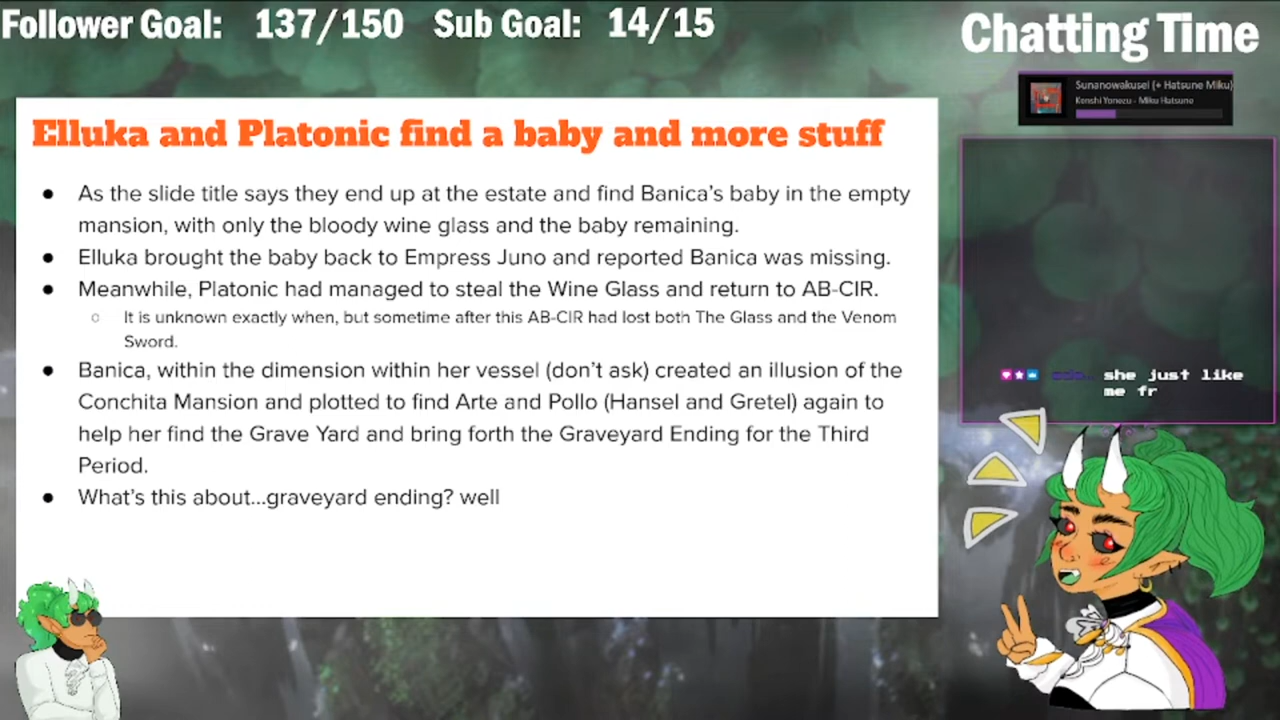 Follower Goal: 137/150 Sub Goal: 14/15
Chatting Time
Sunanowakusei (+ Hatsune Miku)
Kenshi Yonezu - Miku Hatsune
Elluka and Platonic find a baby and more stuff
● As the slide title says they end up at the estate and find Banica's baby in the empty
mansion, with only the bloody wine glass and the baby remaining.
● Elluka brought the baby back to Empress Juno and reported Banica was missing.
● Meanwhile, Platonic had managed to steal the Wine Glass and return to AB-CIR.
○ It is unknown exactly when, but sometime after this AB-CIR had lost both The Glass and the Venom
Sword.
● Banica, within the dimension within her vessel (don't ask) created an illusion of the
Conchita Mansion and plotted to find Arte and Pollo (Hansel and Gretel) again to
help her find the Grave Yard and bring forth the Graveyard Ending for the Third
Period.
● What's this about...graveyard ending? well
she just like
me fr